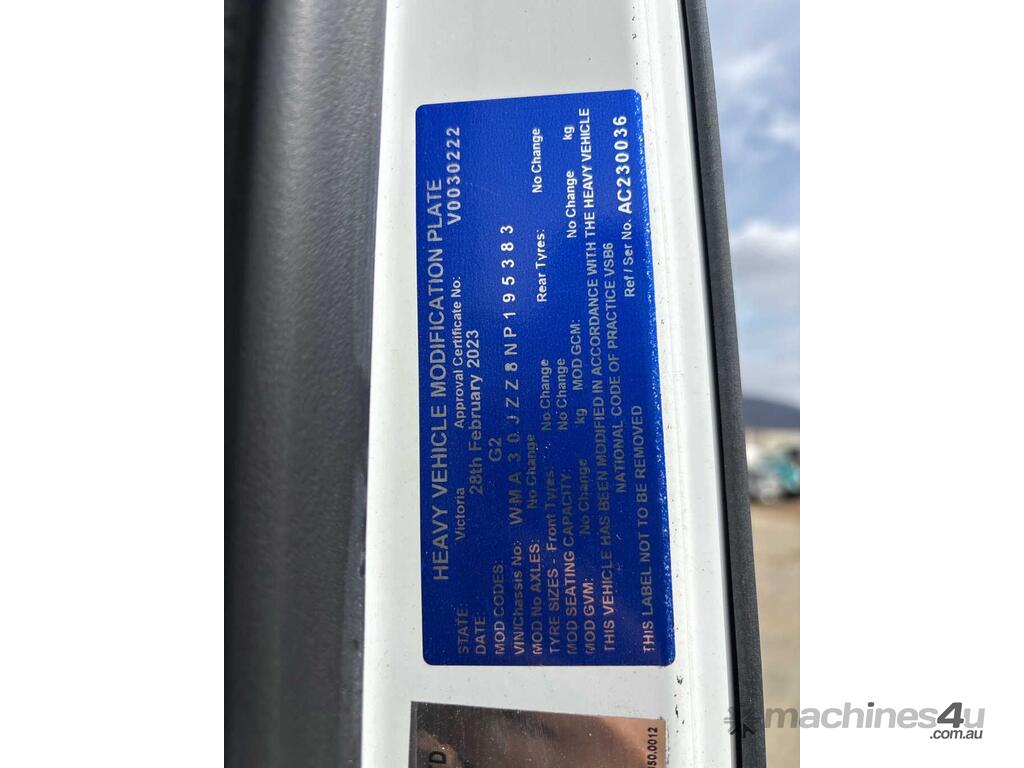 HEAVY VEHICLE MODIFICATION PLATE
STATE: Victoria Approval Certificate No: V0030222
DATE: 28th February 2023
MOD CODES: G2
VIN/Chassis No: WMA30JZZ8NP195383
MOD No AXLES: No Change
TYRE SIZES - Front Tyres: No Change Rear Tyres: No Change
MOD SEATING CAPACITY: No Change
MOD GVM: No Change kg MOD GCM: No Change kg
THIS VEHICLE HAS BEEN MODIFIED IN ACCORDANCE WITH THE HEAVY VEHICLE
NATIONAL CODE OF PRACTICE VSB6
Ref / Ser No. AC230036
THIS LABEL NOT TO BE REMOVED
machines4u
.com.au